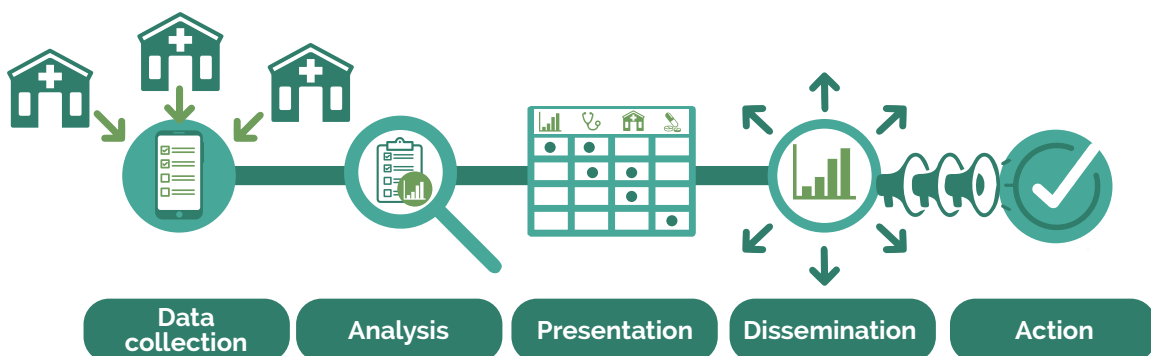 Data
collection
Analysis
Presentation
Dissemination
Action